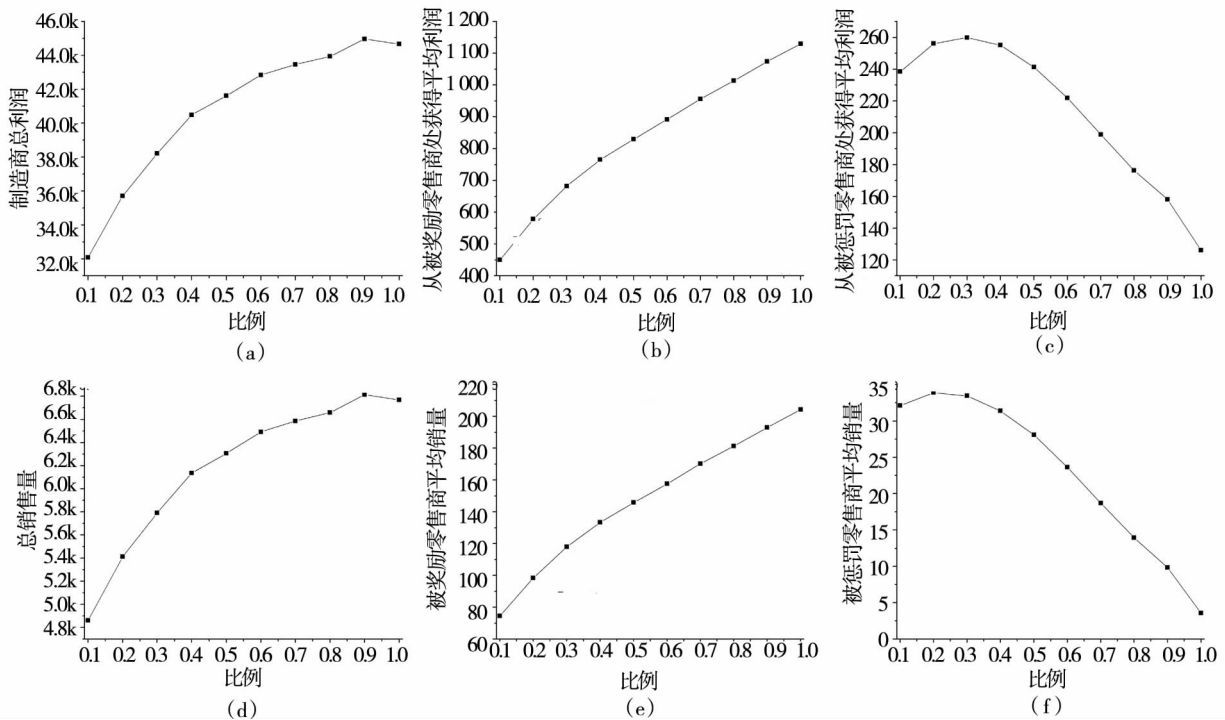 46.0k
44.0k
42.0k
40.0k
38.0k
36.0k
34.0k
32.0k
制造商总利润
0.1 0.2 0.3 0.4 0.5 0.6 0.7 0.8 0.9 1.0
比例
(a)
1 200
1 100
1 000
900
800
700
600
500
400
从被奖励零售商处获得平均利润
0.1 0.2 0.3 0.4 0.5 0.6 0.7 0.8 0.9 1.0
比例
(b)
260
240
220
200
180
160
140
120
从被惩罚零售商处获得平均利润
0.1 0.2 0.3 0.4 0.5 0.6 0.7 0.8 0.9 1.0
比例
(c)
6.8k
6.6k
6.4k
6.2k
6.0k
5.8k
5.6k
5.4k
5.2k
5.0k
4.8k
总销售量
0.1 0.2 0.3 0.4 0.5 0.6 0.7 0.8 0.9 1.0
比例
(d)
220
200
180
160
140
120
100
80
60
被奖励零售商平均销量
0.1 0.2 0.3 0.4 0.5 0.6 0.7 0.8 0.9 1.0
比例
(e)
35
30
25
20
15
10
5
0
被惩罚零售商平均销量
0.1 0.2 0.3 0.4 0.5 0.6 0.7 0.8 0.9 1.0
比例
(f)